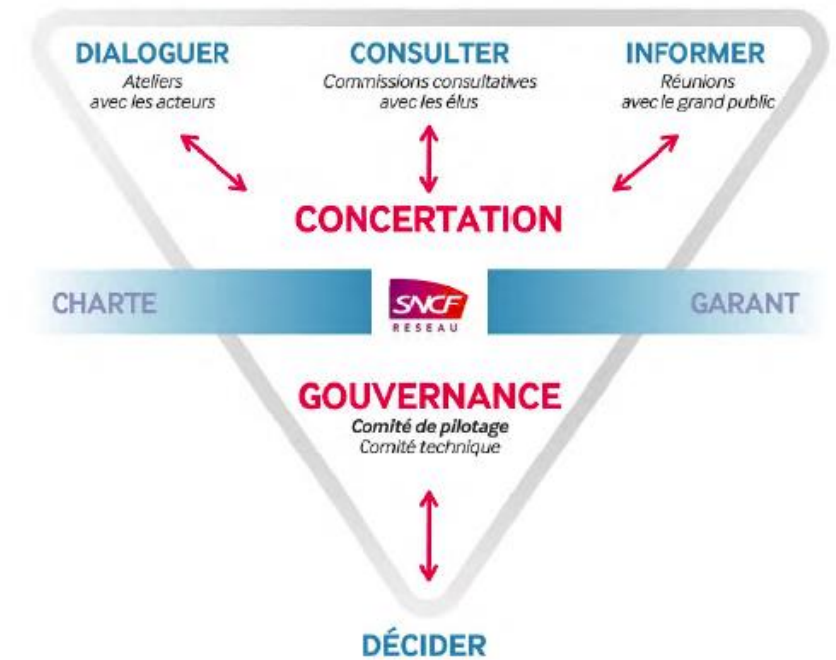 DIALOGUER
Ateliers
avec les acteurs
CONSULTER
Commissions consultatives
avec les élus
INFORMER
Réunions
avec le grand public
CONCERTATION
CHARTE
SNCF
RESEAU
GARANT
GOUVERNANCE
Comité de pilotage
Comité technique
DÉCIDER